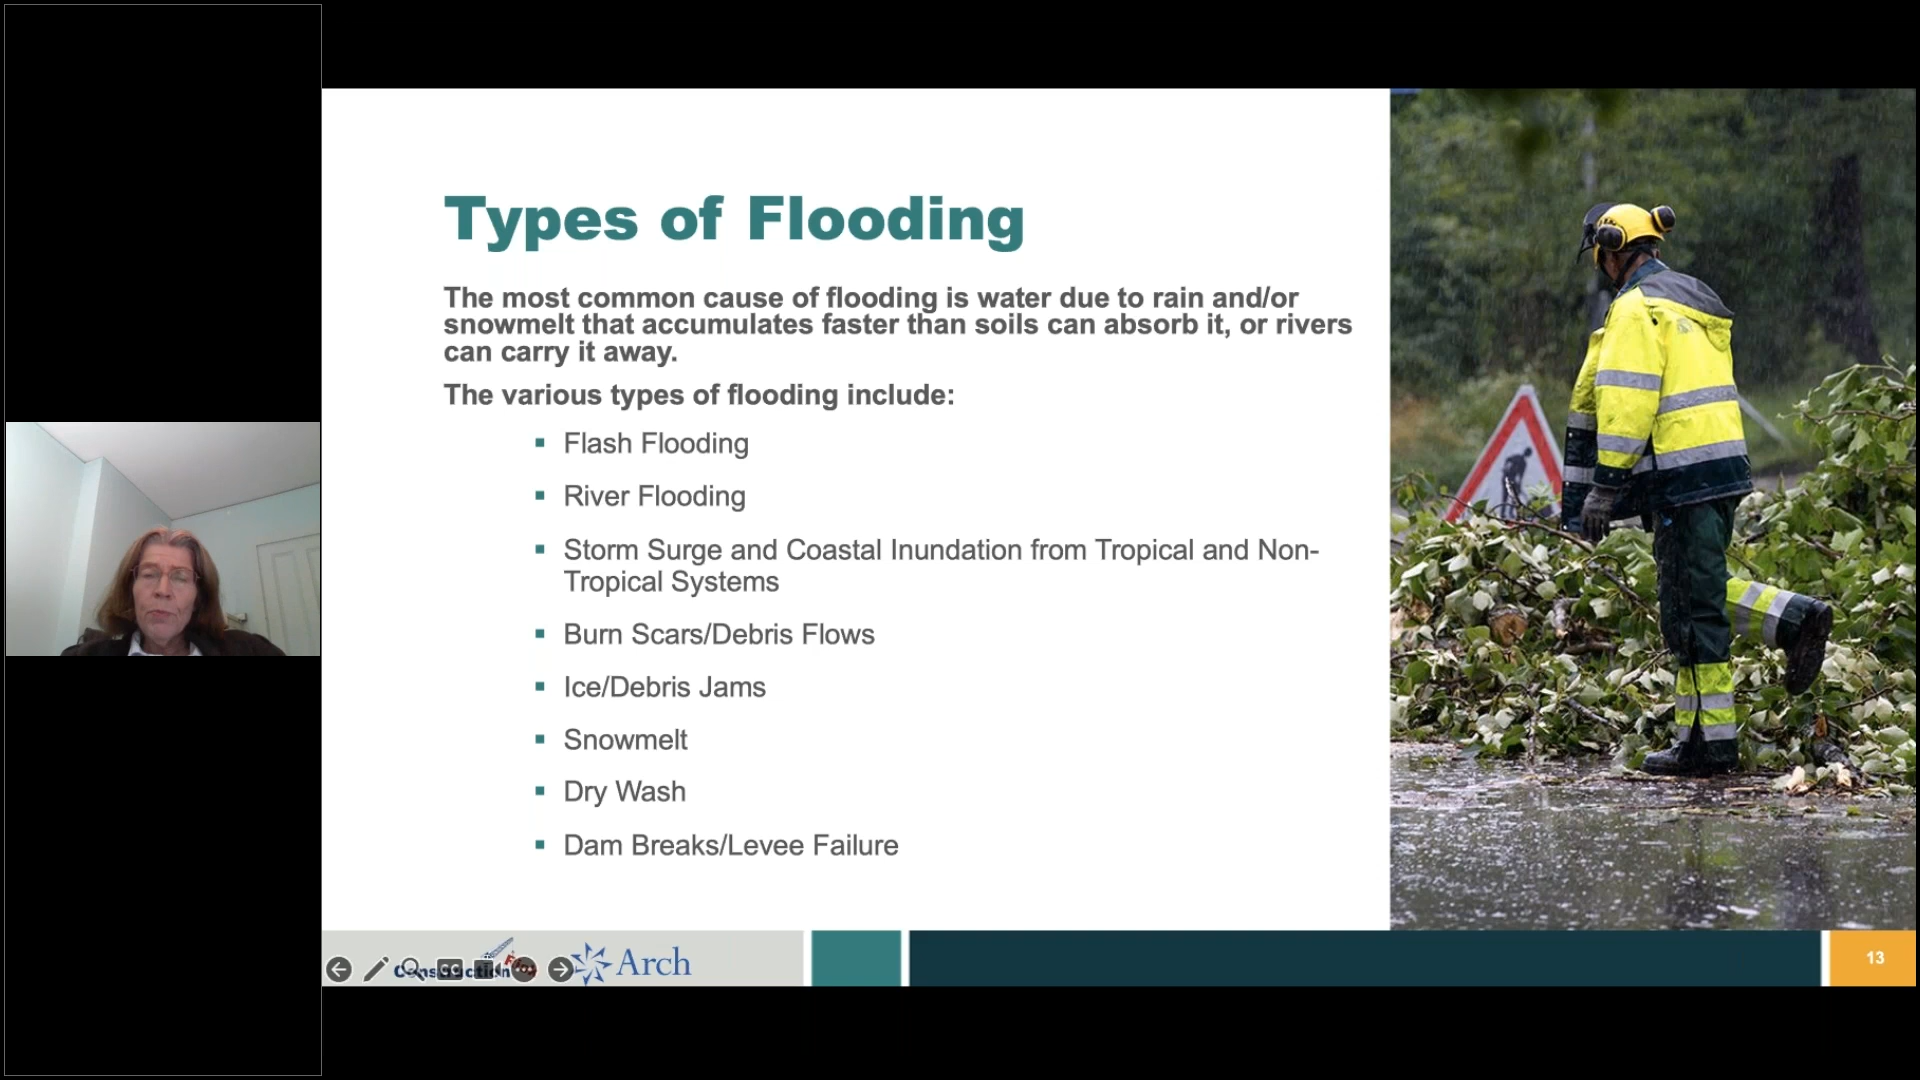 Types of Flooding
The most common cause of flooding is water due to rain and/or
snowmelt that accumulates faster than soils can absorb it, or rivers
can carry it away.
The various types of flooding include:
▪ Flash Flooding
▪ River Flooding
▪ Storm Surge and Coastal Inundation from Tropical and Non-
Tropical Systems
▪ Burn Scars/Debris Flows
▪ Ice/Debris Jams
▪ Snowmelt
▪ Dry Wash
▪ Dam Breaks/Levee Failure
Construction
CC
Arch
13